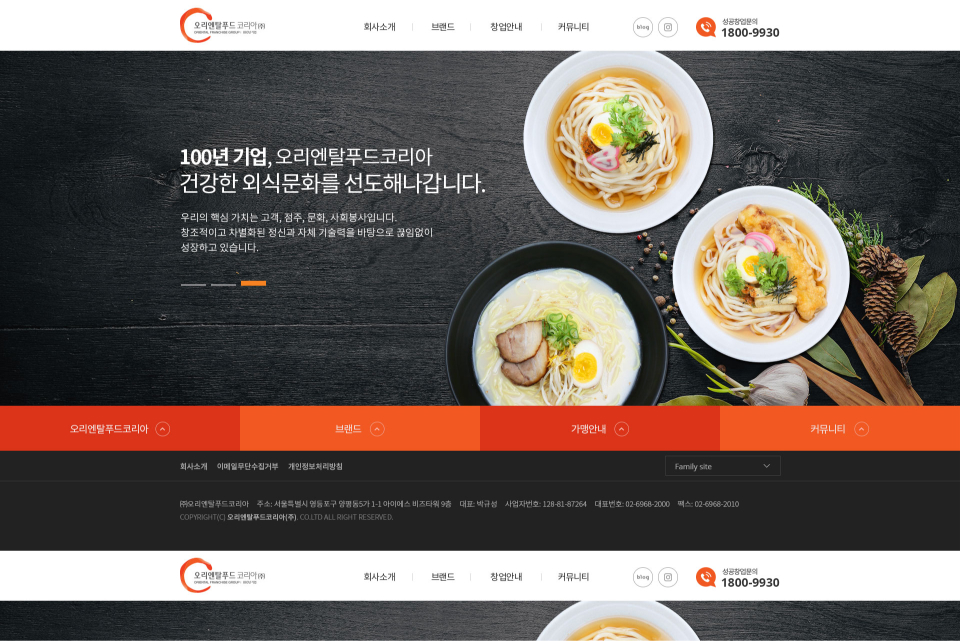 오리엔탈푸드 코리아(주)
회사소개
브랜드
창업안내
커뮤니티
blog
성공창업문의
1800-9930
100년 기업, 오리엔탈푸드코리아
건강한 외식문화를 선도해나갑니다.
우리의 핵심 가치는 고객, 점주, 문화, 사회봉사입니다.
창조적이고 차별화된 정신과 자체 기술력을 바탕으로 끊임없이
성장하고 있습니다.
오리엔탈푸드코리아
브랜드
가맹안내
커뮤니티
회사소개 이메일무단수집거부 개인정보처리방침
Family site
㈜오리엔탈푸드코리아 주소: 서울특별시 영등포구 양평동5가 1-1 아이에스 비즈타워 9층 대표: 박규성 사업자번호: 128-81-87264 대표번호: 02-6968-2000 팩스: 02-6968-2010
COPYRIGHT(C) 오리엔탈푸드코리아(주). CO.LTD ALL RIGHT RESERVED.
오리엔탈푸드 코리아(주)
회사소개
브랜드
창업안내
커뮤니티
blog
성공창업문의
1800-9930